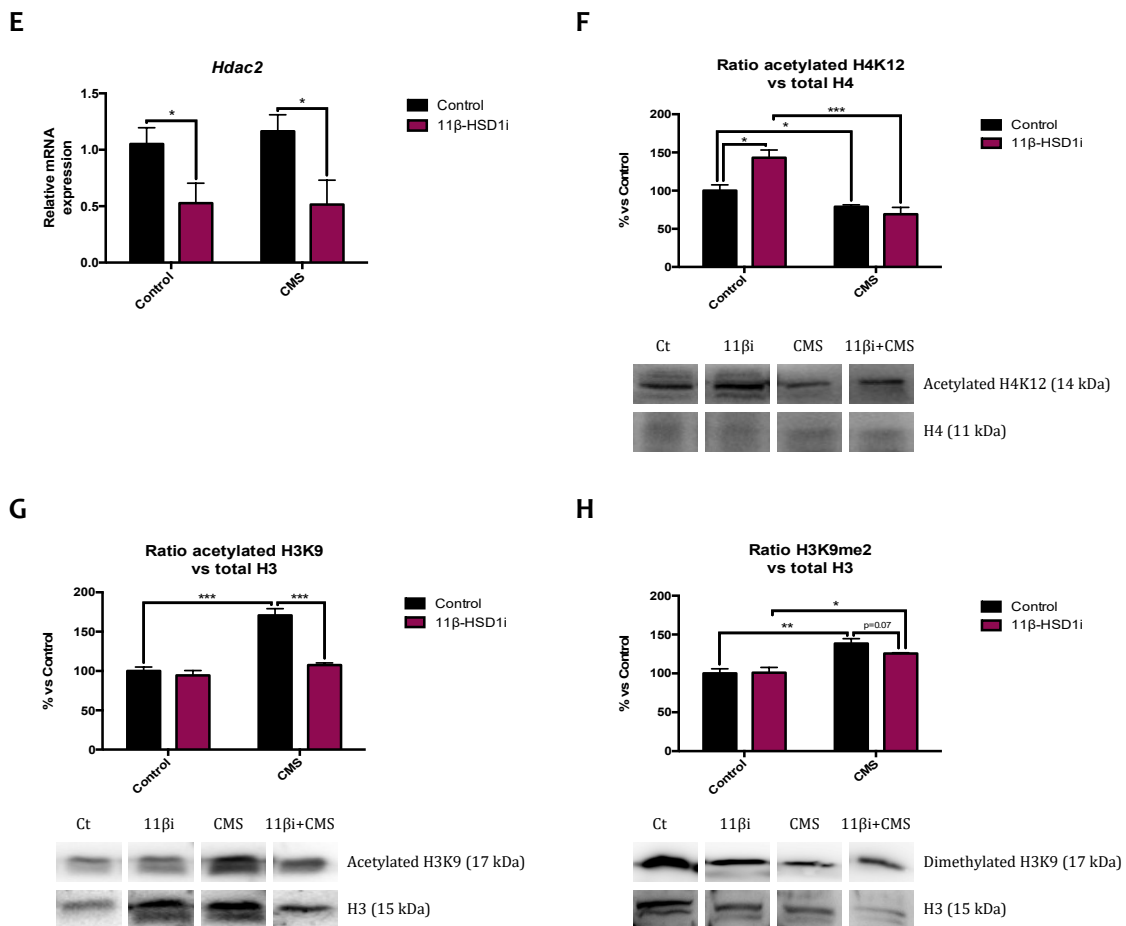 E
Hdac2
Relative mRNA
expression
1.5
1.0
0.5
0.0
*
*
Control
CMS
Control
11β-HSD1i
F
Ratio acetylated H4K12
vs total H4
% vs Control
200
150
100
50
0
***
*
*
Control
CMS
Control
11β-HSD1i
Ct 11βi CMS 11βi+CMS
Acetylated H4K12 (14 kDa)
H4 (11 kDa)
G
Ratio acetylated H3K9
vs total H3
% vs Control
200
150
100
50
0
*** ***
Control
CMS
Control
11β-HSD1i
Ct 11βi CMS 11βi+CMS
Acetylated H3K9 (17 kDa)
H3 (15 kDa)
H
Ratio H3K9me2
vs total H3
% vs Control
200
150
100
50
0
*
** p=0.07
Control
CMS
Control
11β-HSD1i
Ct 11βi CMS 11βi+CMS
Dimethylated H3K9 (17 kDa)
H3 (15 kDa)